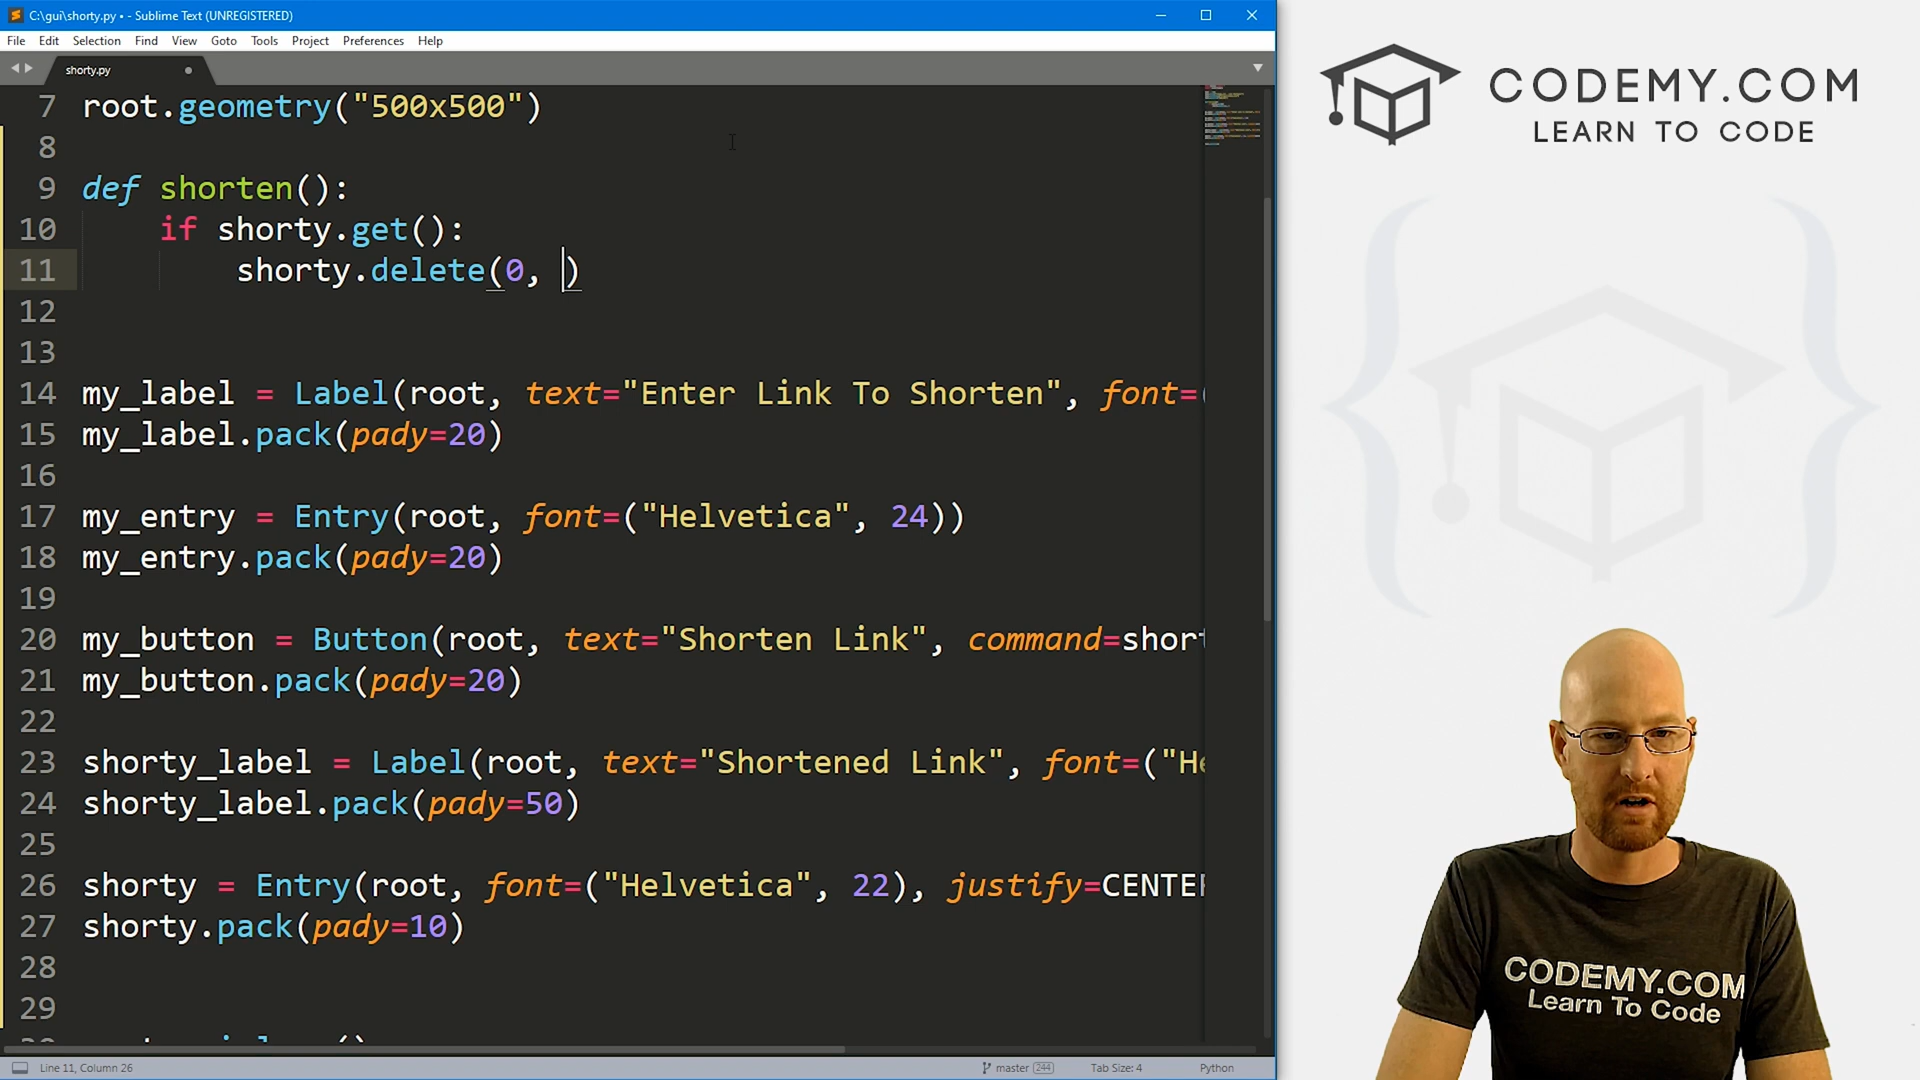 C:\gui\shorty.py • - Sublime Text (UNREGISTERED)
File Edit Selection Find View Goto Tools Project Preferences Help
shorty.py
7 root.geometry("500x500")
8
9 def shorten():
10 if shorty.get():
11 shorty.delete(0, )
12
13
14 my_label = Label(root, text="Enter Link To Shorten", font=(
15 my_label.pack(pady=20)
16
17 my_entry = Entry(root, font=("Helvetica", 24))
18 my_entry.pack(pady=20)
19
20 my_button = Button(root, text="Shorten Link", command=short
21 my_button.pack(pady=20)
22
23 shorty_label = Label(root, text="Shortened Link", font=("He
24 shorty_label.pack(pady=50)
25
26 shorty = Entry(root, font=("Helvetica", 22), justify=CENTER
27 shorty.pack(pady=10)
28
29
Line 11, Column 26
master 244
Tab Size: 4
Python
CODEMY.COM
LEARN TO CODE
CODEMY.COM
Learn To Code